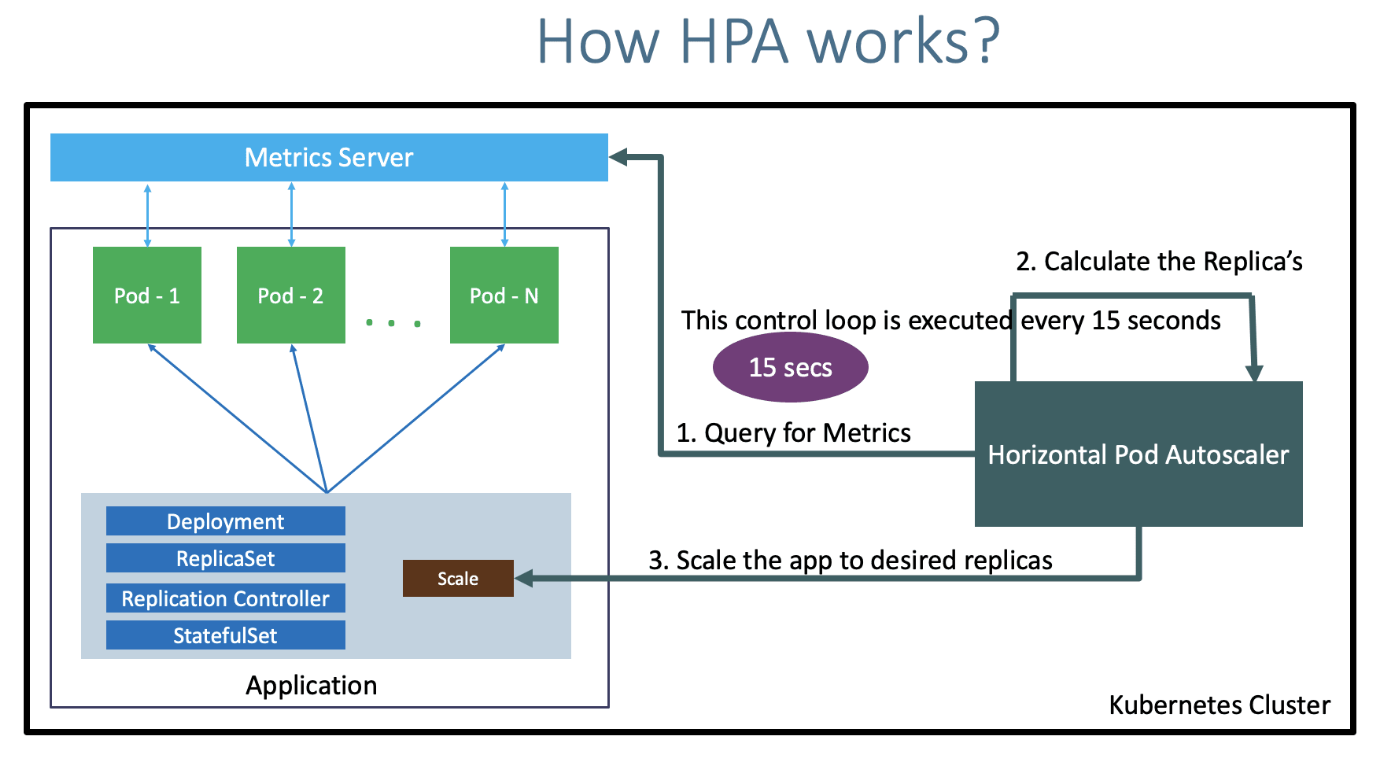 How HPA works?
Metrics Server
Pod - 1
Pod - 2
. . .
Pod - N
2. Calculate the Replica’s
This control loop is executed every 15 seconds
15 secs
1. Query for Metrics
Horizontal Pod Autoscaler
Deployment
ReplicaSet
Replication Controller
StatefulSet
Scale
3. Scale the app to desired replicas
Application
Kubernetes Cluster